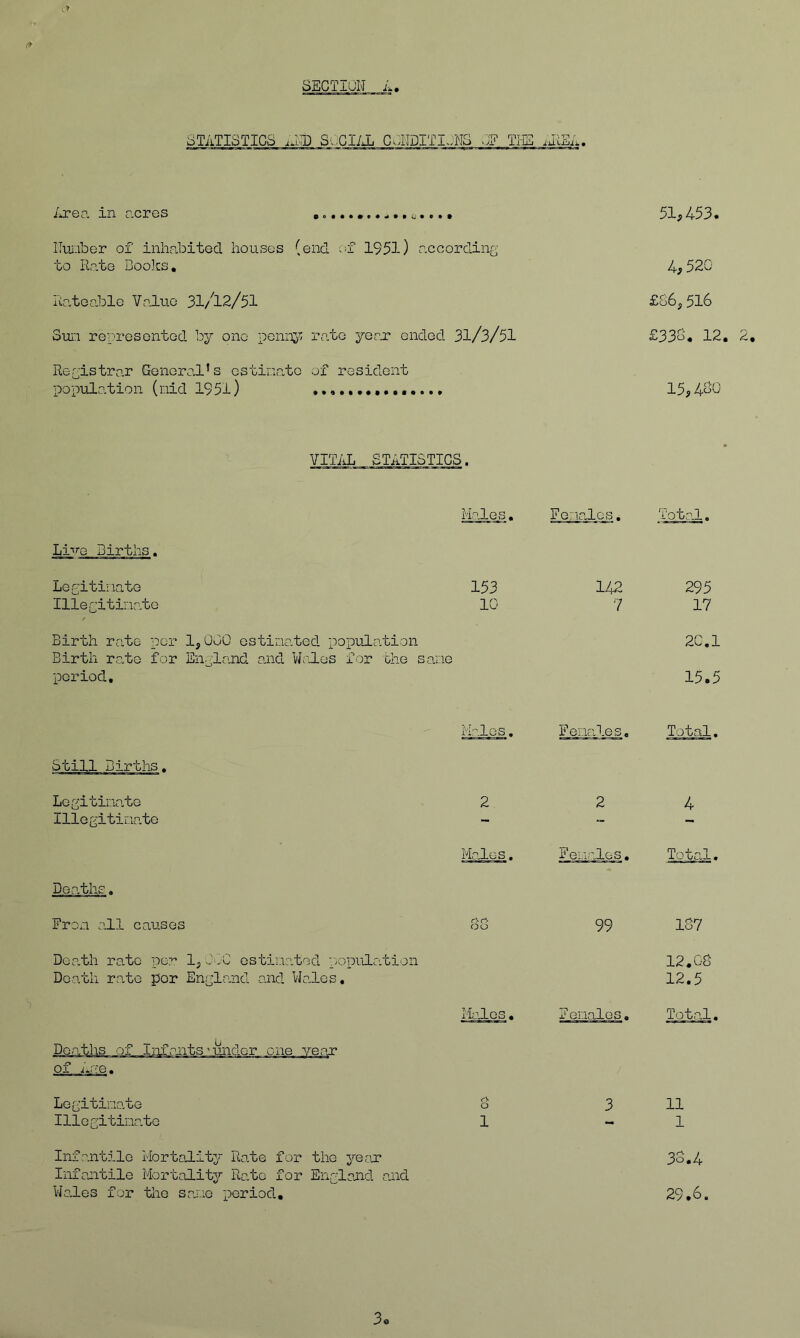 SECTION A.
STATISTICS AND SOCIAL CONDITIONS OF THE AREA.
Area in acres ................ 51,453.
Number of inhabited houses (end of 1951) according
to Rate Books. 4,520
Rateable Value 31/12/51 £86,516
Sum represented by one penny rate year ended 31/3/51 £338. 12. 2.
Registrar General's estimate of resident
population (mid 1951) ............... 15,480
VITAL STATISTICS.
Males. Females. Total.
Live Births.
Legitimate 153 142 295
Illegitimate 10 7 17
Birth rate per 1,000 estimated population 20.1
Birth rate for England and Wales for the same
period. 15.5
Males. Females. Total.
Still Births.
Legitimate 2 2 4
Illegitimate - - -
Males. Females. Total.
Deaths.
From all causes 88 99 187
Death rate per 1,000 estimated population 12.08
Death rate per England and Wales. 12.5
Males. Females. Total.
Deaths of Infants under one year
of Age.
Legitimate 8 3 11
Illegitimate 1 - 1
Infantile Mortality Rate for the year 38.4
Infantile Mortality Rate for England and
Wales for the same period. 29.6.
3.